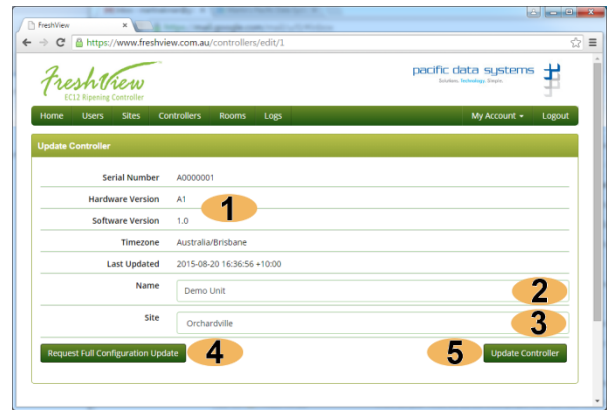 FreshView
https://www.freshview.com.au/controllers/edit/1
FreshView
EC12 Ripening Controller
pacific data systems
Solution. Technology. Simple.
Home Users Sites Controllers Rooms Logs My Account Logout
Update Controller
Serial Number A0000001
Hardware Version A1
1
Software Version 1.0
Timezone Australia/Brisbane
Last Updated 2015-08-20 16:36:56 +10:00
Name Demo Unit 2
Site Orchardville 3
Request Full Configuration Update 4 5 Update Controller